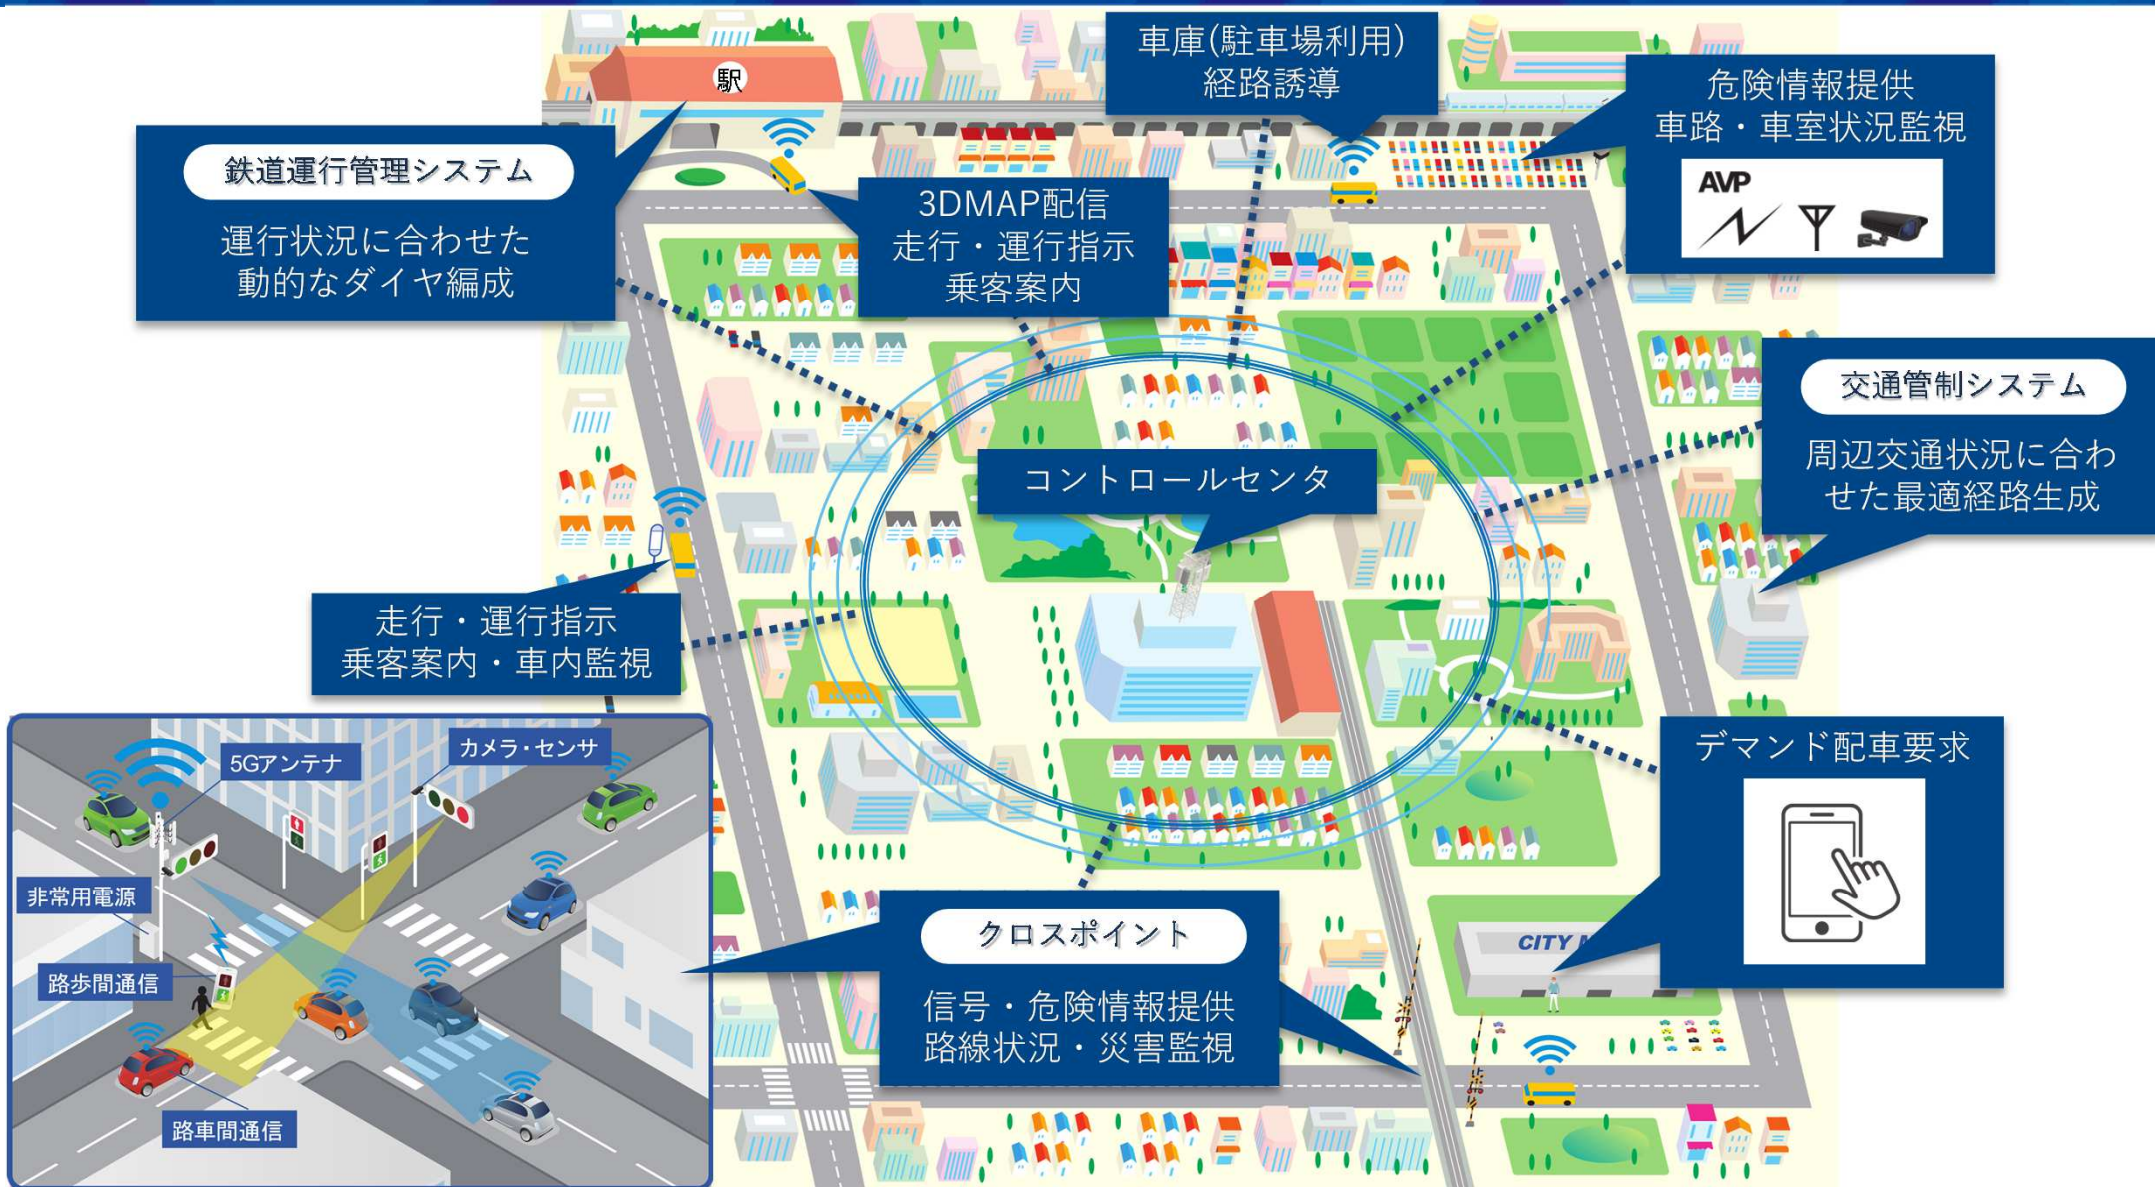 駅
車庫(駐車場利用)
経路誘導
危険情報提供
車路・車室状況監視
AVP
鉄道運行管理システム
運行状況に合わせた
動的なダイヤ編成
3DMAP配信
走行・運行指示
乗客案内
交通管制システム
周辺交通状況に合わ
せた最適経路生成
コントロールセンタ
走行・運行指示
乗客案内・車内監視
デマンド配車要求
5Gアンテナ
カメラ・センサ
非常用電源
路歩間通信
路車間通信
クロスポイント
信号・危険情報提供
路線状況・災害監視
CITY